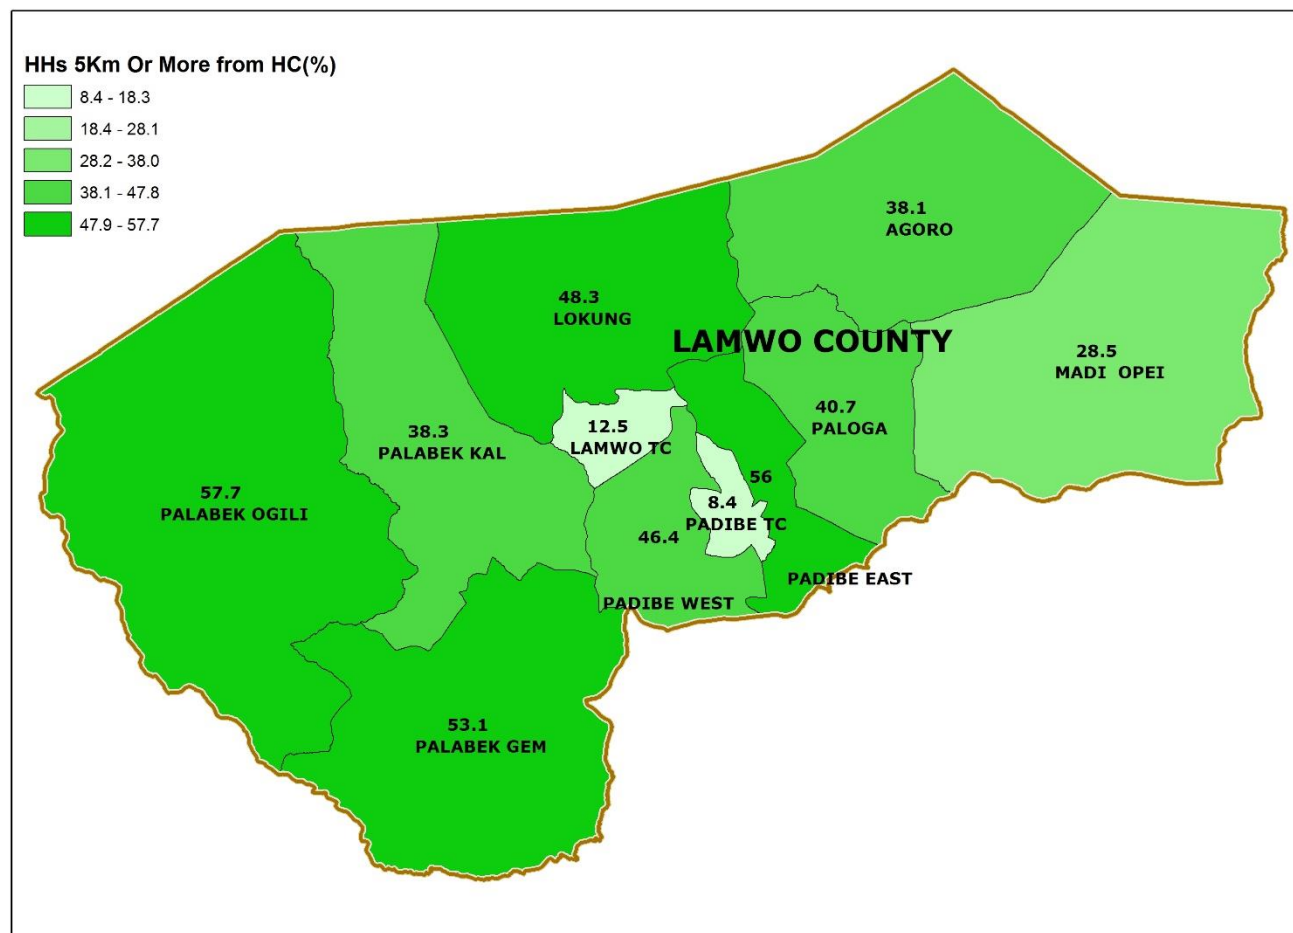 HHs 5Km Or More from HC(%)
8.4 - 18.3
18.4 - 28.1
28.2 - 38.0
38.1 - 47.8
47.9 - 57.7
38.1
AGORO
48.3
LOKUNG
LAMWO COUNTY
28.5
MADI OPEI
40.7
PALOGA
12.5
LAMWO TC
38.3
PALABEK KAL
57.7
PALABEK OGILI
56
8.4
PADIBE TC
46.4
PADIBE EAST
PADIBE WEST
53.1
PALABEK GEM